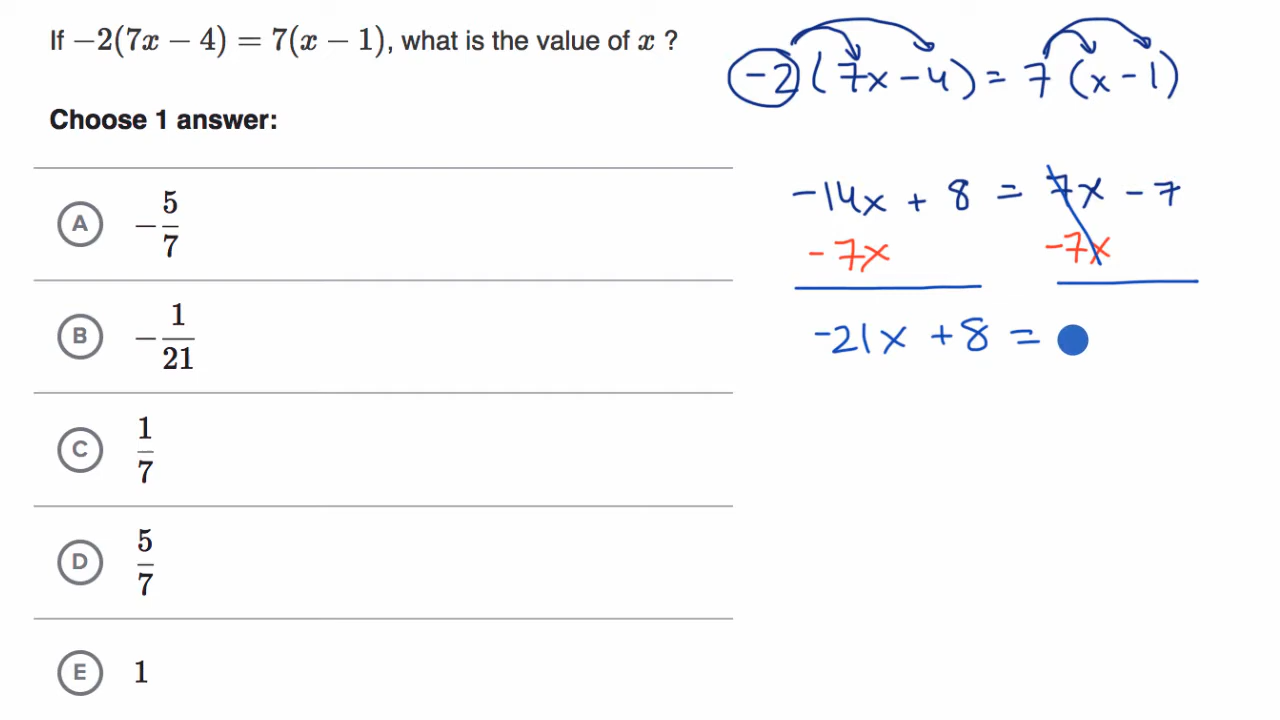 If −2(7x − 4) = 7(x − 1), what is the value of x ?
Choose 1 answer:
A −5/7
B −1/21
C 1/7
D 5/7
E 1
-2(7x-4) = 7(x-1)
-14x + 8 = 7x - 7
-7x -7x
-21x +8 =